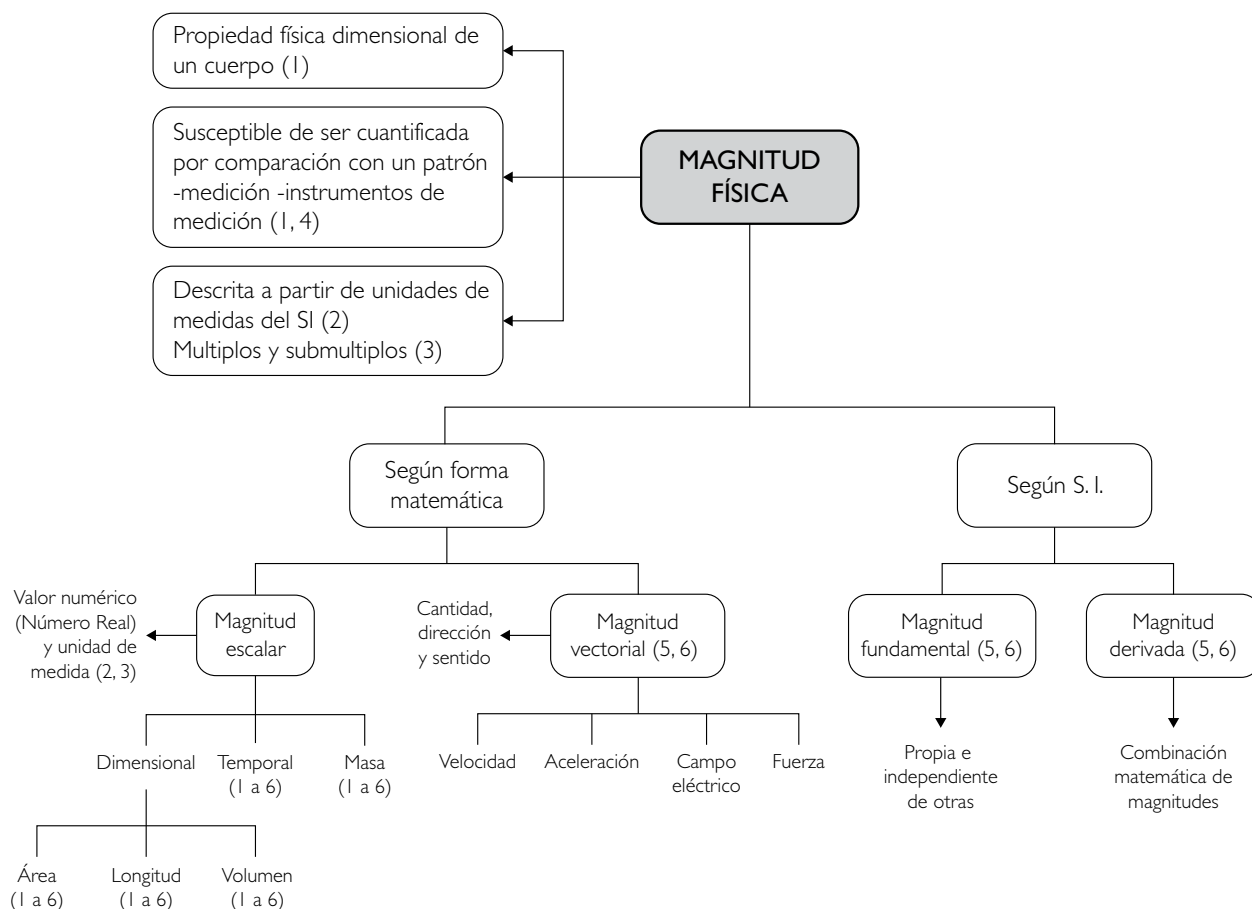 Propiedad física dimensional de
un cuerpo (1)
Susceptible de ser cuantificada
por comparación con un patrón
-medición -instrumentos de
medición (1, 4)
MAGNITUD
FÍSICA
Descrita a partir de unidades de
medidas del SI (2)
Multiplos y submultiplos (3)
Según forma
matemática
Según S. I.
Valor numérico
(Número Real)
y unidad de
medida (2, 3)
Magnitud
escalar
Cantidad,
dirección
y sentido
Magnitud
vectorial (5, 6)
Magnitud
fundamental (5, 6)
Magnitud
derivada (5, 6)
Dimensional
Temporal
(1 a 6)
Masa
(1 a 6)
Velocidad
Aceleración
Campo
eléctrico
Fuerza
Propia e
independiente
de otras
Combinación
matemática de
magnitudes
Área
(1 a 6)
Longitud
(1 a 6)
Volumen
(1 a 6)